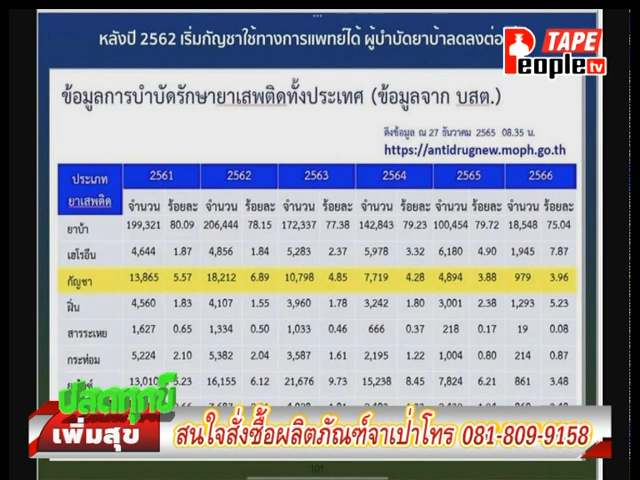 101
หลังปี 2562 เริ่มกัญชาใช้ทางการแพทย์ได้ ผู้บำบัดยาบ้าลดลงต่อ
TAPE
People tv
ข้อมูลการบำบัดรักษายาเสพติดทั้งประเทศ (ข้อมูลจาก บสต.)
ดึงข้อมูล ณ 27 ธันวาคม 2565 08.35 น.
https://antidrugnew.moph.go.th
ประเภท 2561 2562 2563 2564 2565 2566
ยาเสพติด จำนวน ร้อยละ จำนวน ร้อยละ จำนวน ร้อยละ จำนวน ร้อยละ จำนวน ร้อยละ จำนวน ร้อยละ
ยาบ้า 199,321 80.09 206,444 78.15 172,337 77.38 142,843 79.23 100,454 79.72 18,548 75.04
เฮโรอีน 4,644 1.87 4,856 1.84 5,283 2.37 5,978 3.32 6,180 4.90 1,945 7.87
กัญชา 13,865 5.57 18,212 6.89 10,798 4.85 7,719 4.28 4,894 3.88 979 3.96
ฝิ่น 4,560 1.83 4,107 1.55 3,960 1.78 3,242 1.80 3,001 2.38 1,293 5.23
สารระเหย 1,627 0.65 1,334 0.50 1,033 0.46 666 0.37 218 0.17 19 0.08
กระท่อม 5,224 2.10 5,382 2.04 3,587 1.61 2,195 1.22 1,004 0.80 214 0.87
13,010 5.23 16,155 6.12 21,676 9.73 15,238 8.45 7,824 6.21 861 3.48
ปลดทุกข์
เพิ่มสุข
สนใจสั่งซื้อผลิตภัณฑ์จาเป่าโทร 081-809-9158
101